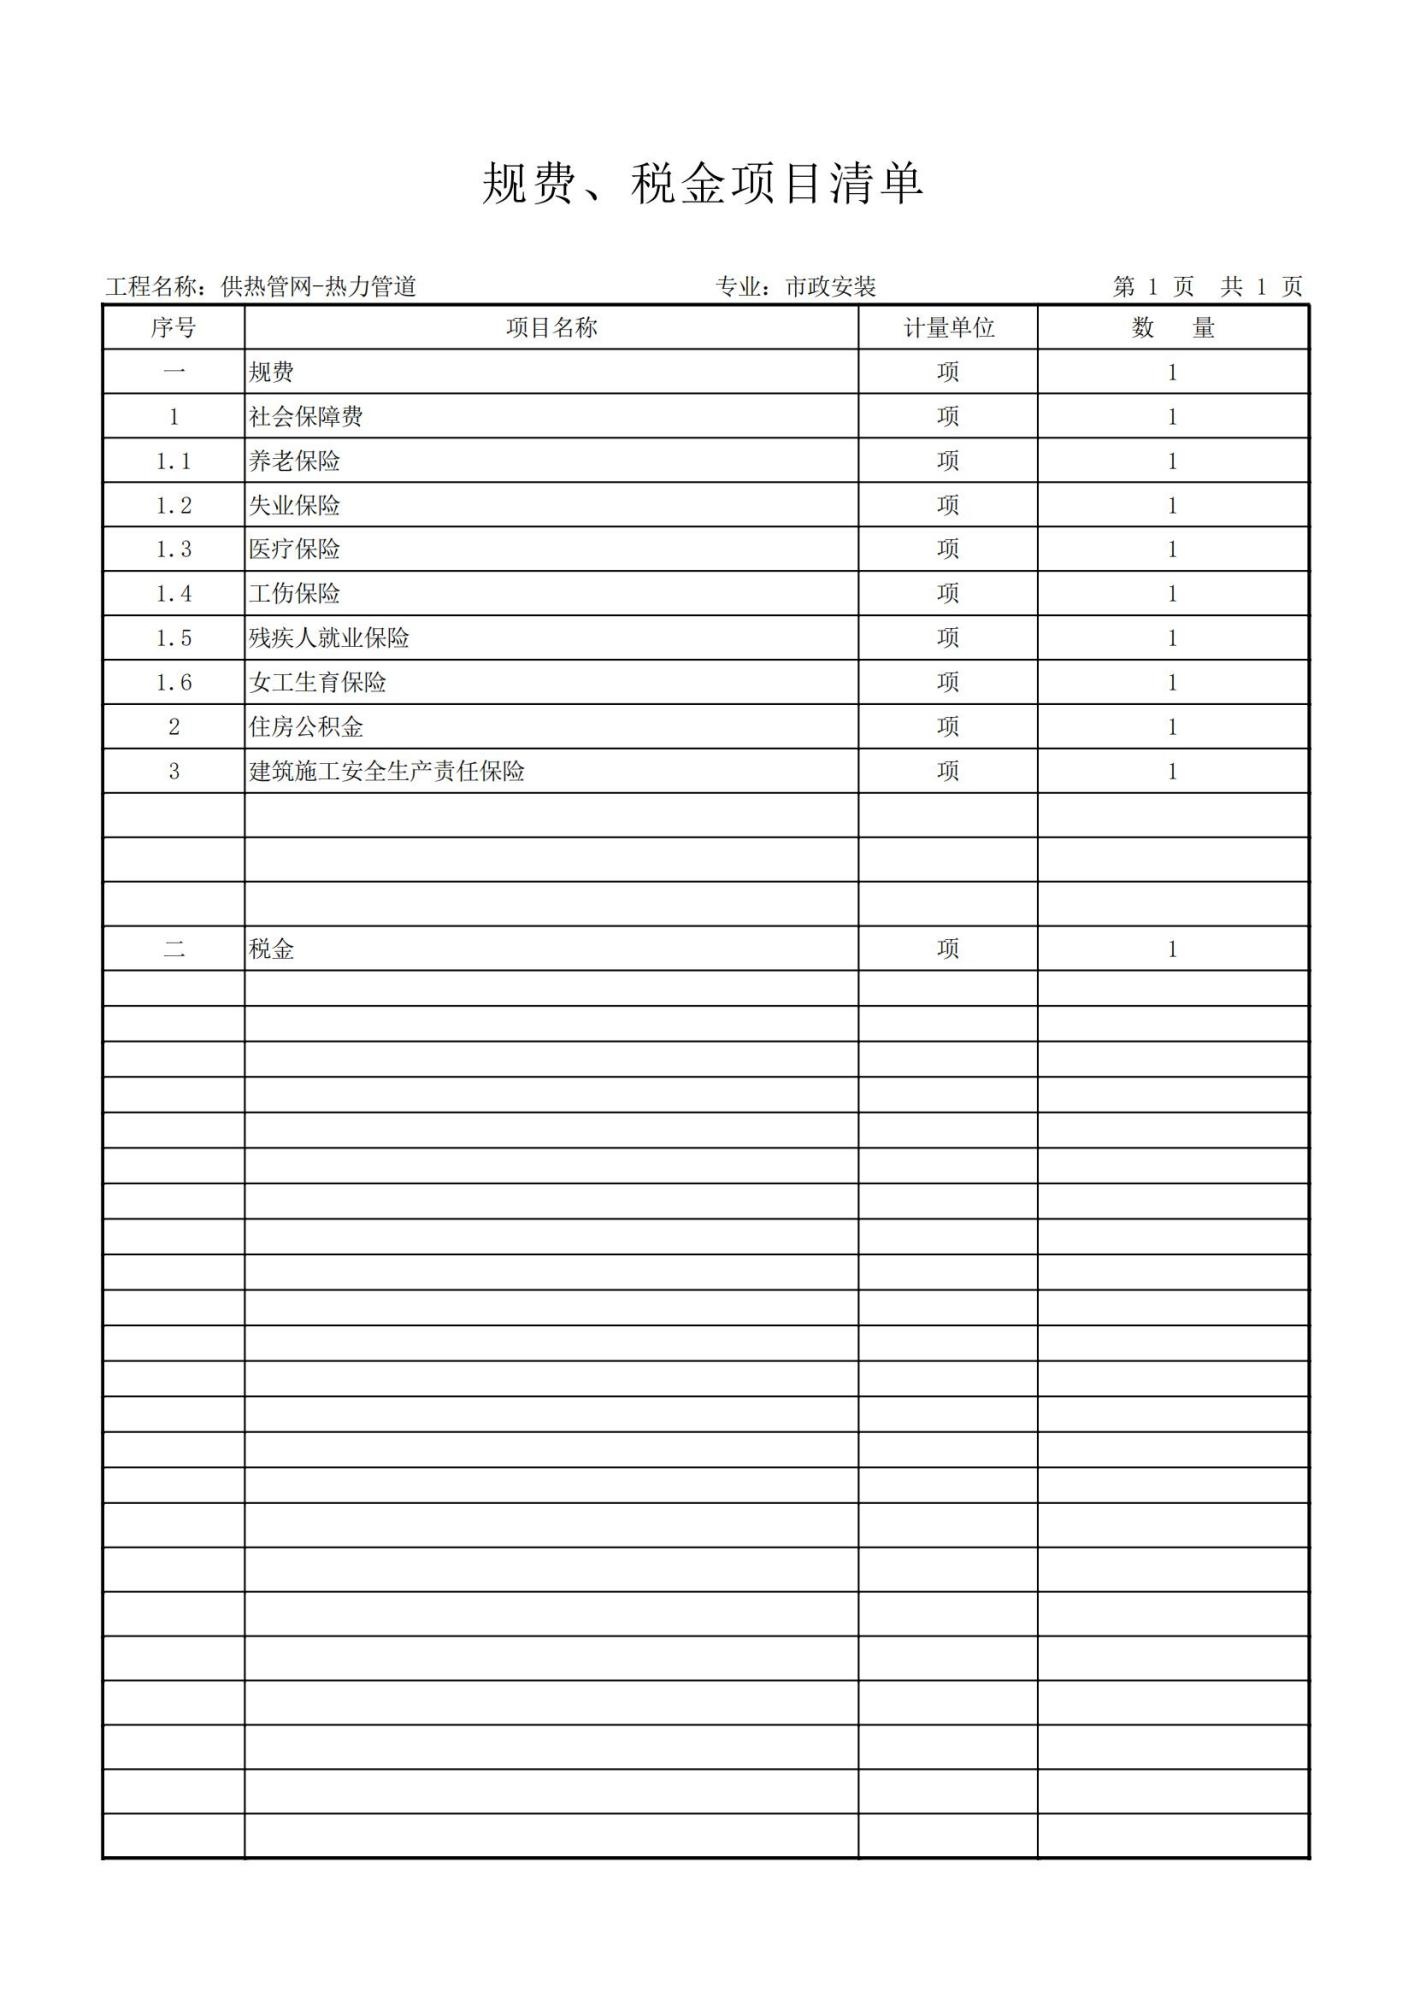 规费、税金项目清单
工程名称：供热管网-热力管道 专业：市政安装 第 1 页 共 1 页
序号 项目名称 计量单位 数 量
一 规费 项 1
1 社会保障费 项 1
1.1 养老保险 项 1
1.2 失业保险 项 1
1.3 医疗保险 项 1
1.4 工伤保险 项 1
1.5 残疾人就业保险 项 1
1.6 女工生育保险 项 1
2 住房公积金 项 1
3 建筑施工安全生产责任保险 项 1
二 税金 项 1